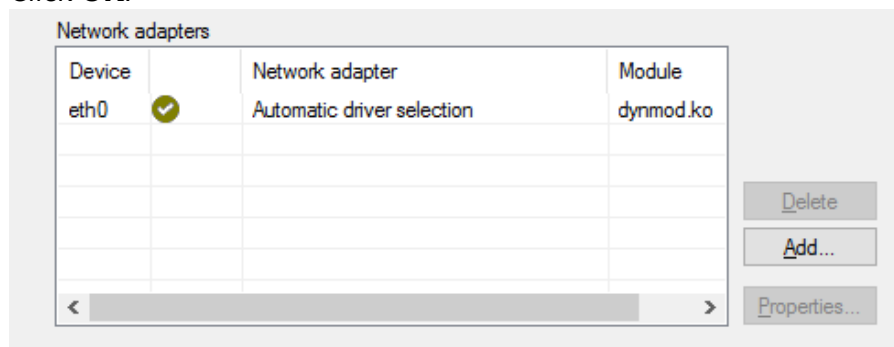 Network adapters
Device Network adapter Module
eth0 Automatic driver selection dynmod.ko
Delete
Add...
Properties...